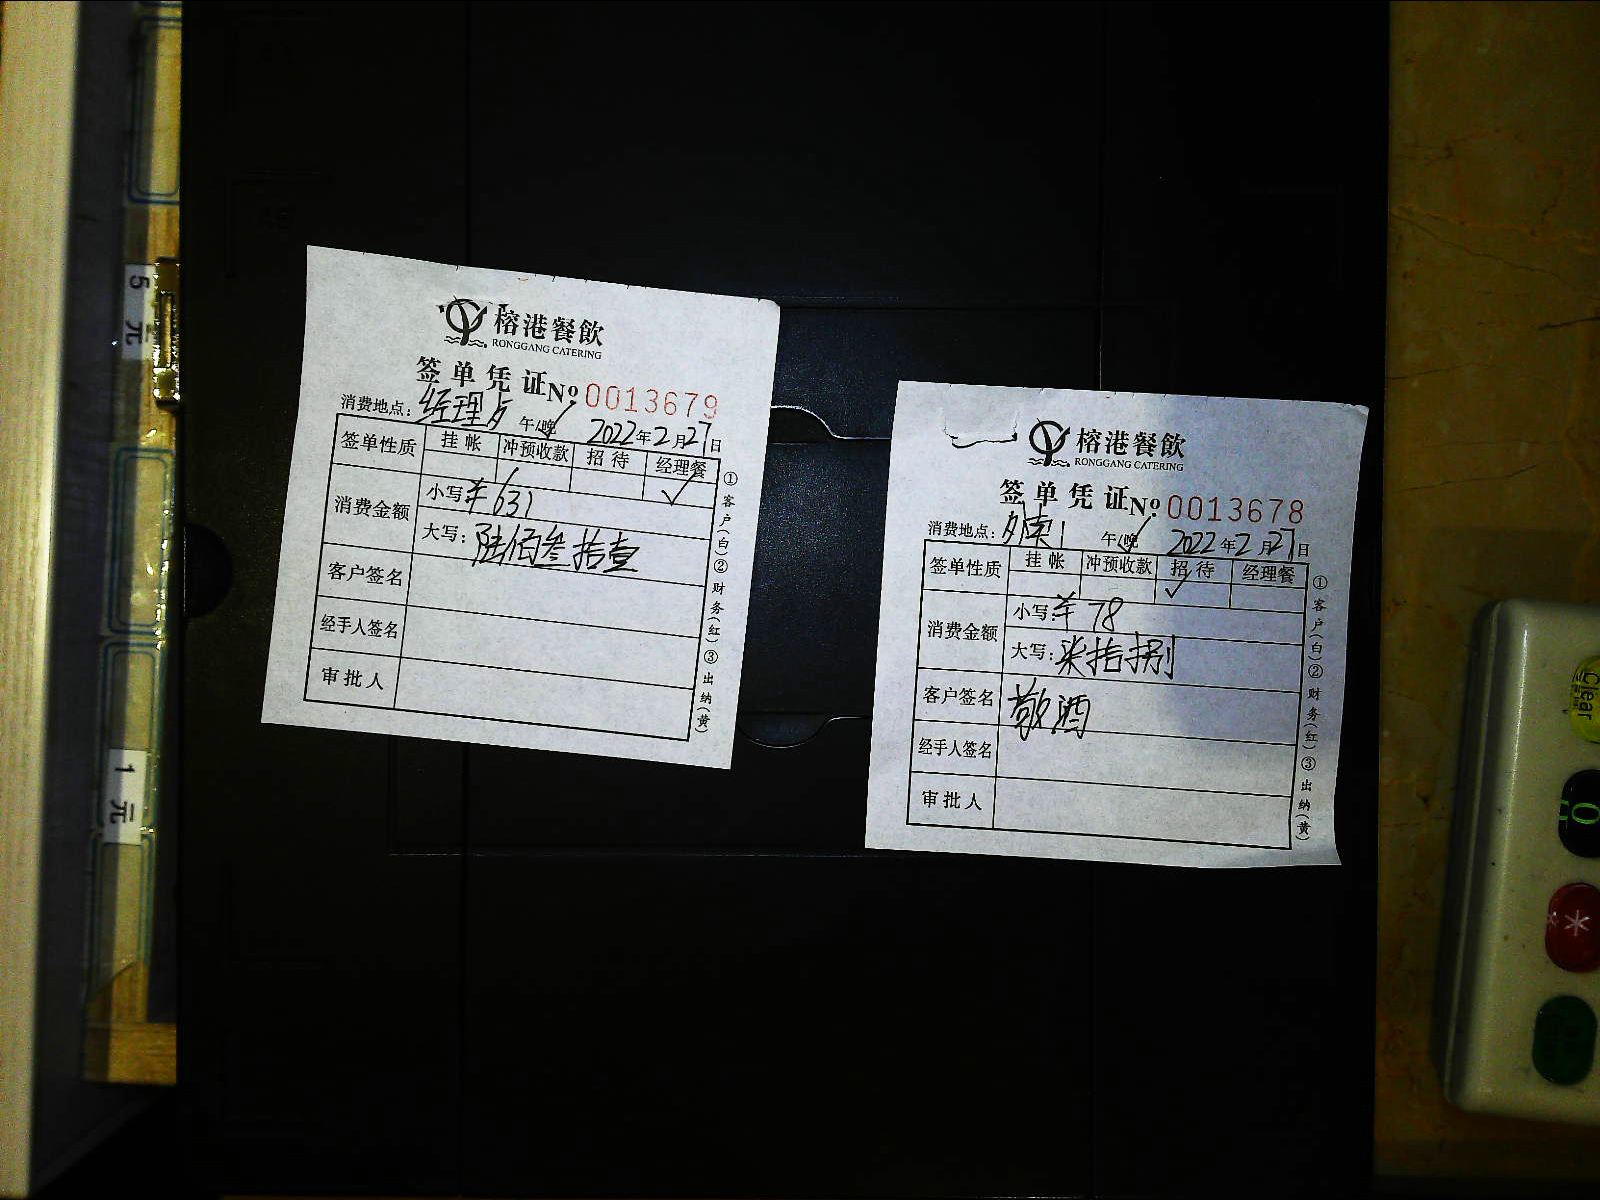 榕港餐飲
RONGGANG CATERING
签单凭证 No 0013679
消费地点: 经理 午/晚 2022年2月27日
签单性质 挂帐 冲预收款 招待 经理餐
✓
消费金额 小写 ¥631
大写: 陆佰叁拾壹
客户签名
经手人签名
审批人
①客户(白)②财务(红)③出纳(黄)
榕港餐飲
RONGGANG CATERING
签单凭证 No 0013678
消费地点: 午/晚 2022年2月27日
签单性质 挂帐 冲预收款 招待 经理餐
✓
消费金额 小写 ¥78
大写: 柒拾捌
客户签名 敬酒
经手人签名
审批人
①客户(白)②财务(红)③出纳(黄)
5元
1元
Clear
0
*